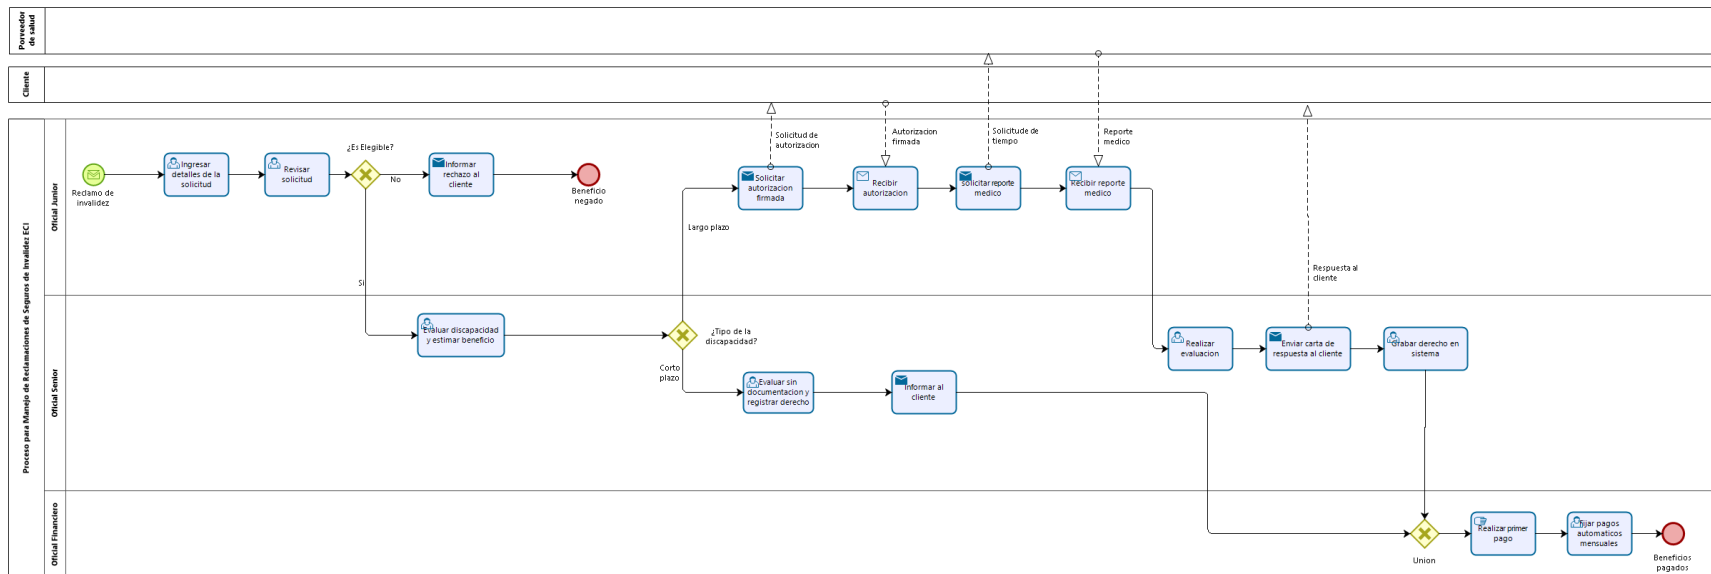 Porveedor
de salud
Cliente
Proceso para Manejo de Reclamaciones de Seguros de Invalidez ECI
Oficial Junior
Oficial Senior
Oficial Financiero
Reclamo de
invalidez
Ingresar
detalles de la
solicitud
Revisar
solicitud
¿Es Elegible?
No
Si
Informar
rechazo al
cliente
Beneficio
negado
Solicitud de
autorizacion
Autorizacion
firmada
Solicitude de
tiempo
Reporte
medico
Solicitar
autorizacion
firmada
Recibir
autorizacion
Solicitar reporte
medico
Recibir reporte
medico
Largo plazo
Respuesta al
cliente
Evaluar discapacidad
y estimar beneficio
¿Tipo de la
discapacidad?
Corto
plazo
Evaluar sin
documentacion y
registrar derecho
Informar al
cliente
Realizar
evaluacion
Enviar carta de
respuesta al cliente
Grabar derecho en
sistema
Union
Realizar primer
pago
Fijar pagos
automaticos
mensuales
Beneficios
pagados